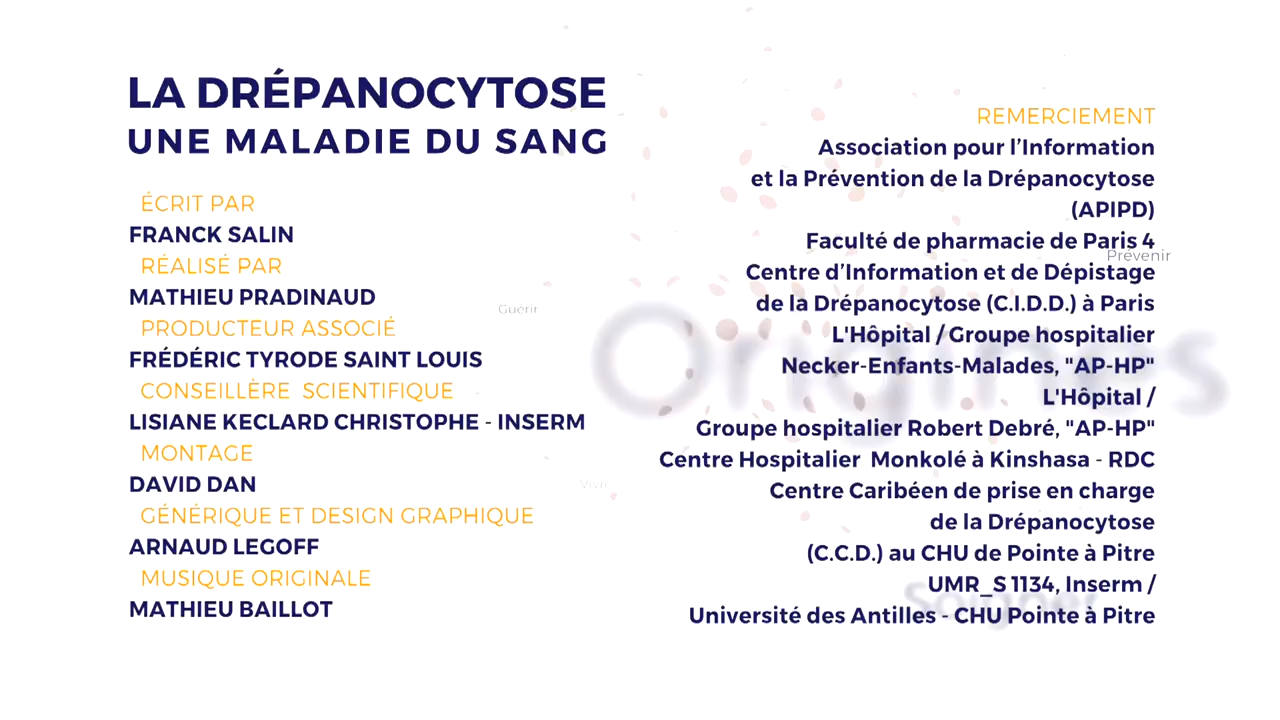 LA DRÉPANOCYTOSE
UNE MALADIE DU SANG
ÉCRIT PAR
FRANCK SALIN
RÉALISÉ PAR
MATHIEU PRADINAUD
PRODUCTEUR ASSOCIÉ
FRÉDÉRIC TYRODE SAINT LOUIS
CONSEILLÈRE SCIENTIFIQUE
LISIANE KECLARD CHRISTOPHE - INSERM
MONTAGE
DAVID DAN
GÉNÉRIQUE ET DESIGN GRAPHIQUE
ARNAUD LEGOFF
MUSIQUE ORIGINALE
MATHIEU BAILLOT
REMERCIEMENT
Association pour l’Information
et la Prévention de la Drépanocytose
(APIPD)
Faculté de pharmacie de Paris 4
Centre d’Information et de Dépistage
de la Drépanocytose (C.I.D.D.) à Paris
L'Hôpital / Groupe hospitalier
Necker-Enfants-Malades, "AP-HP"
L'Hôpital /
Groupe hospitalier Robert Debré, "AP-HP"
Centre Hospitalier Monkolé à Kinshasa - RDC
Centre Caribéen de prise en charge
de la Drépanocytose
(C.C.D.) au CHU de Pointe à Pitre
UMR_S 1134, Inserm /
Université des Antilles - CHU Pointe à Pitre
Prévenir
Guérir
Origines
Vivre
Soigner